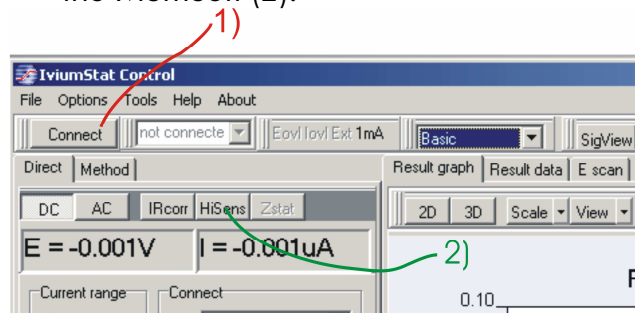 the WEmodul (2).
1)
IviumStat Control
File Options Tools Help About
Connect not connecte Eovl Iovl Ext 1mA Basic SigView
Direct Method Result graph Result data E scan
DC AC IRcorr HiSens Zstat 2D 3D Scale View
E = -0.001V I = -0.001uA 2)
Current range Connect
0.10